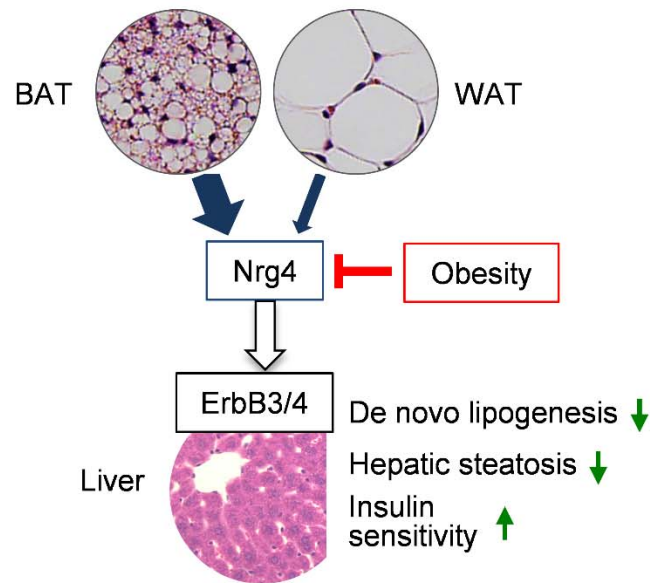 BAT
WAT
Nrg4
Obesity
ErbB3/4
Liver
De novo lipogenesis
Hepatic steatosis
Insulin
sensitivity